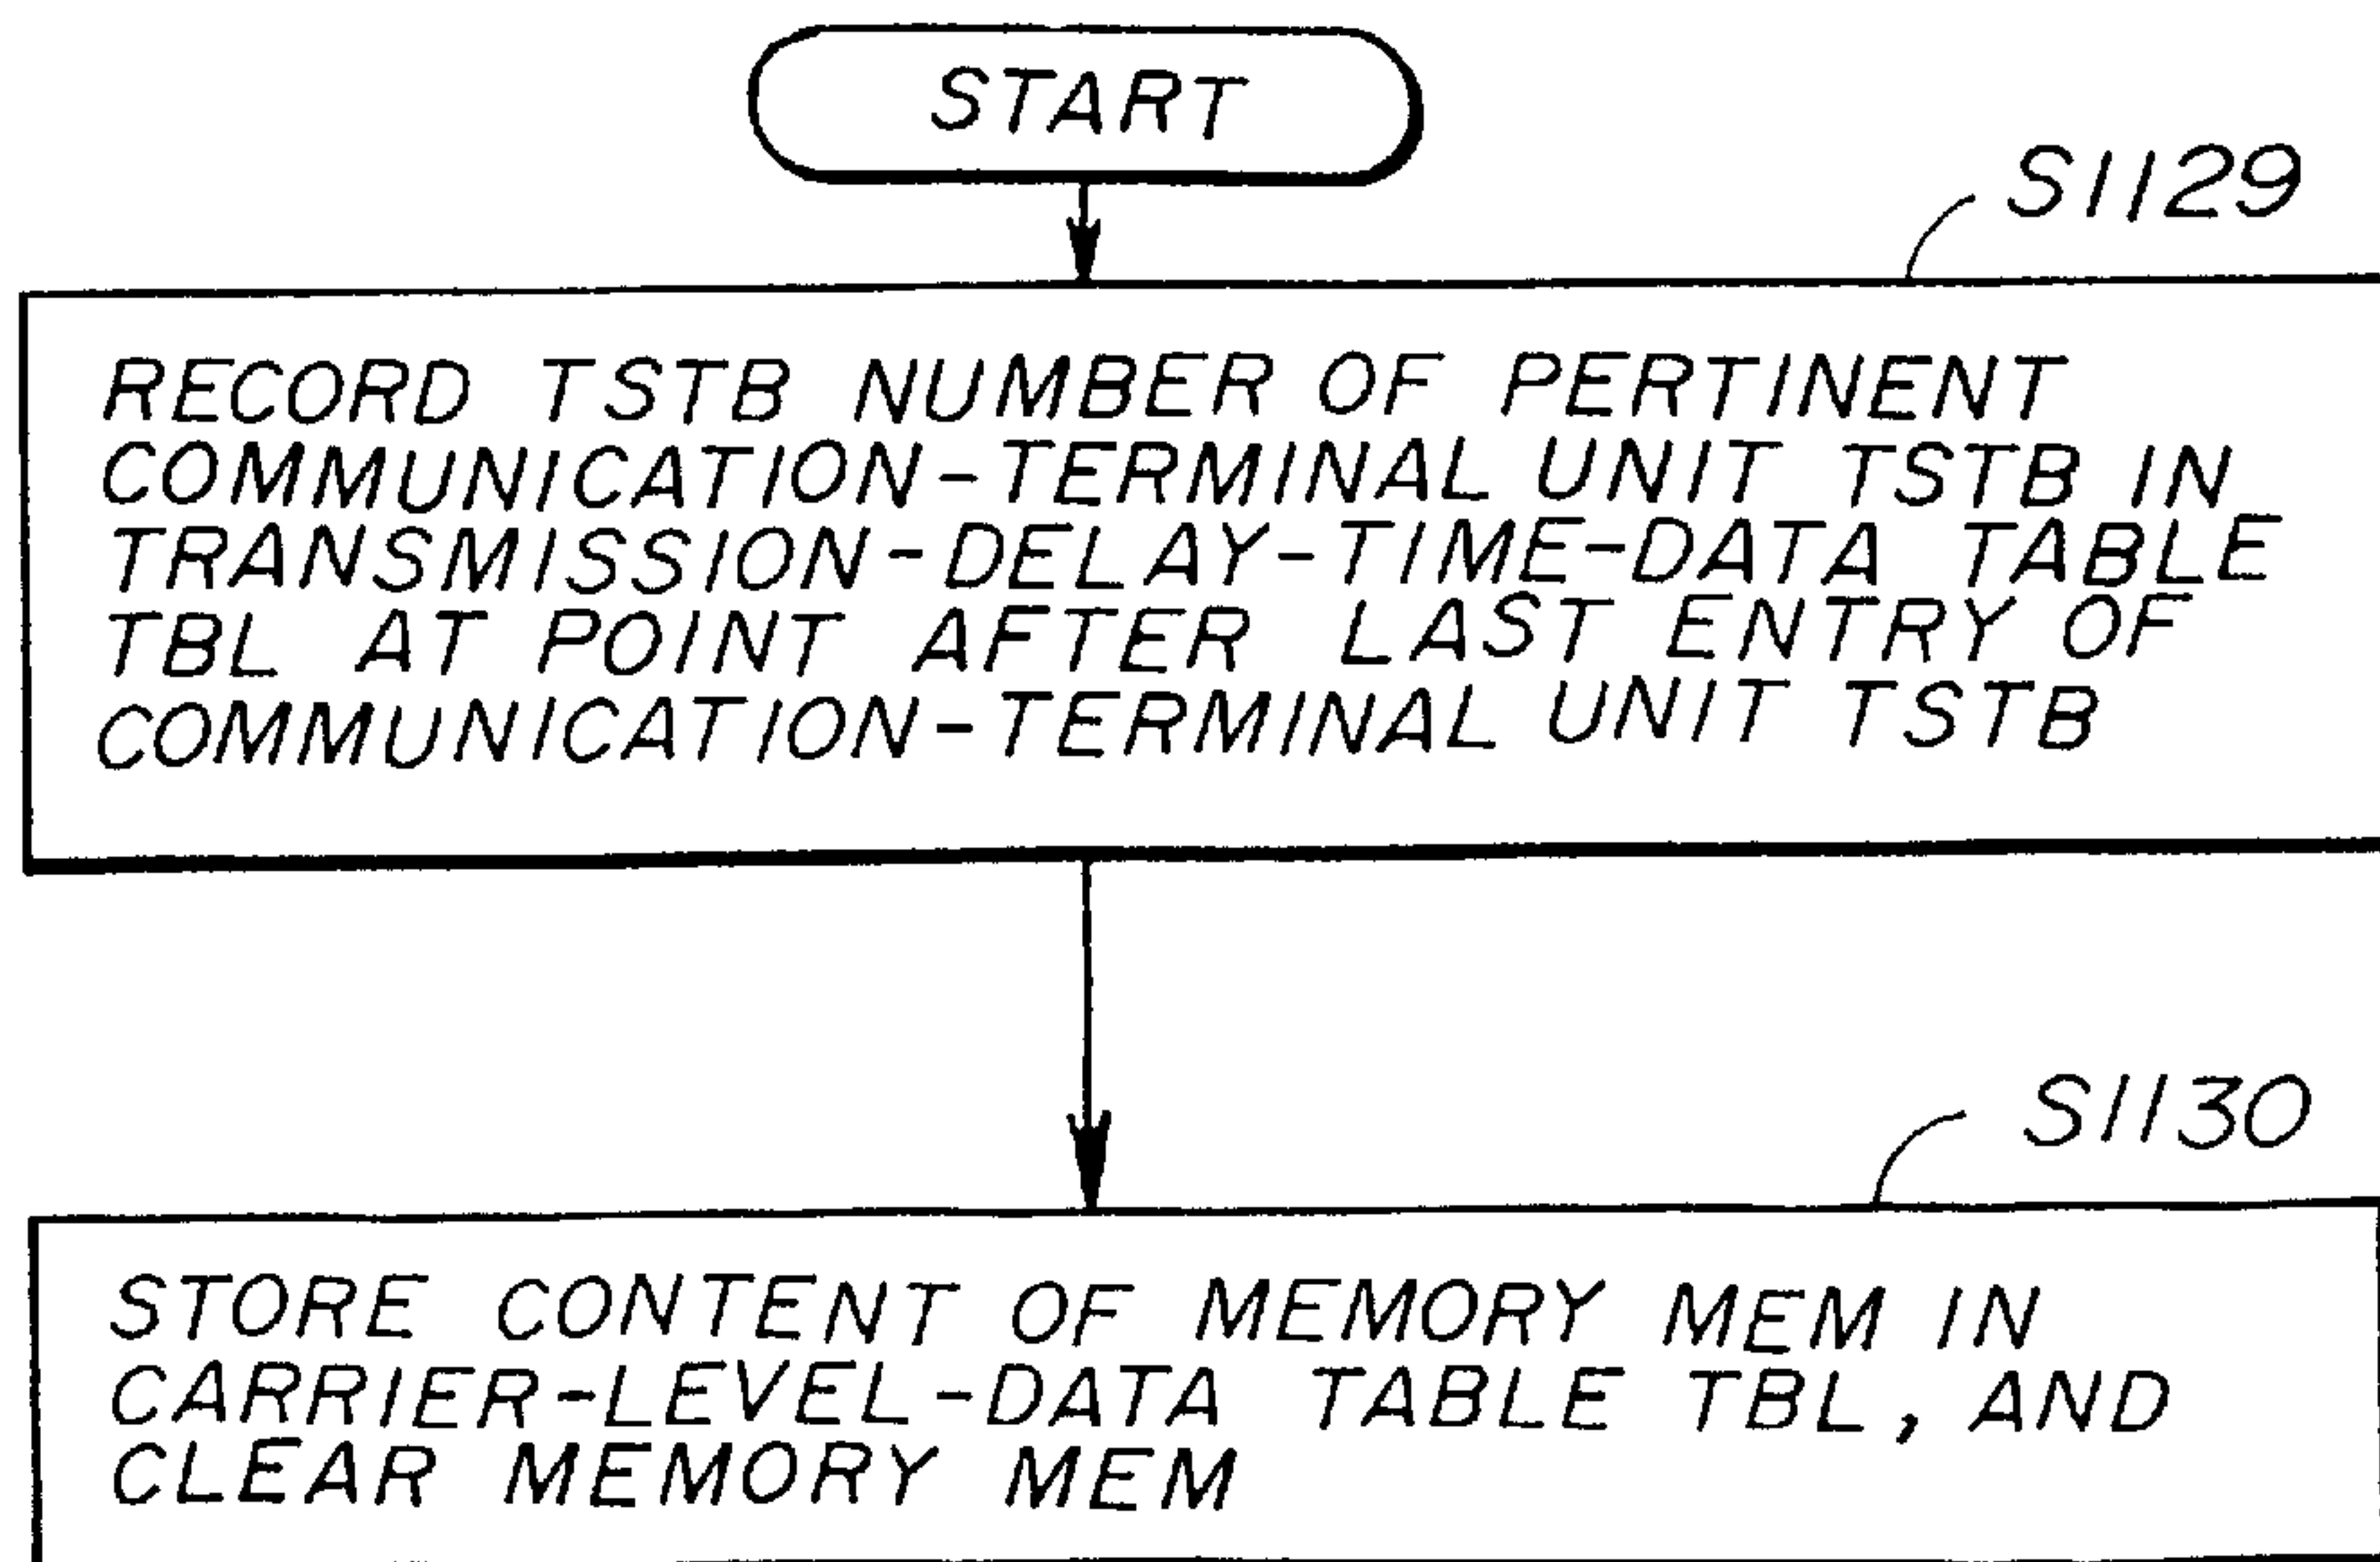 START
S1129
RECORD TSTB NUMBER OF PERTINENT
COMMUNICATION-TERMINAL UNIT TSTB IN
TRANSMISSION-DELAY-TIME-DATA TABLE
TBL AT POINT AFTER LAST ENTRY OF
COMMUNICATION-TERMINAL UNIT TSTB
S1130
STORE CONTENT OF MEMORY MEM IN
CARRIER-LEVEL-DATA TABLE TBL, AND
CLEAR MEMORY MEM